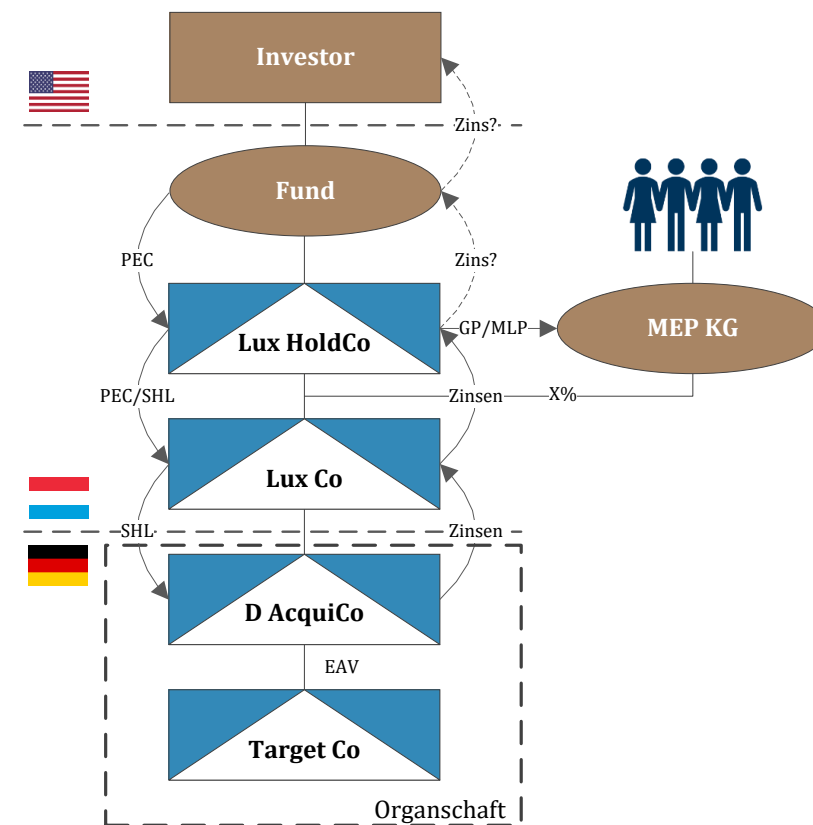 Investor
Zins?
Fund
PEC
Zins?
Lux HoldCo
GP/MLP
MEP KG
PEC/SHL
Zinsen
X%
Lux Co
SHL
Zinsen
D AcquiCo
EAV
Target Co
Organschaft